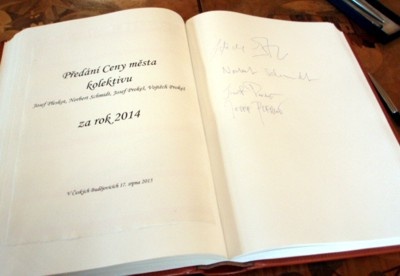 Předání Ceny města
kolektivu
Josef Pleskot, Norbert Schmidt, Josef Prokeš, Vojtěch Prokeš
za rok 2014
V Českých Budějovicích 17. srpna 2015
Norbert Schmidt